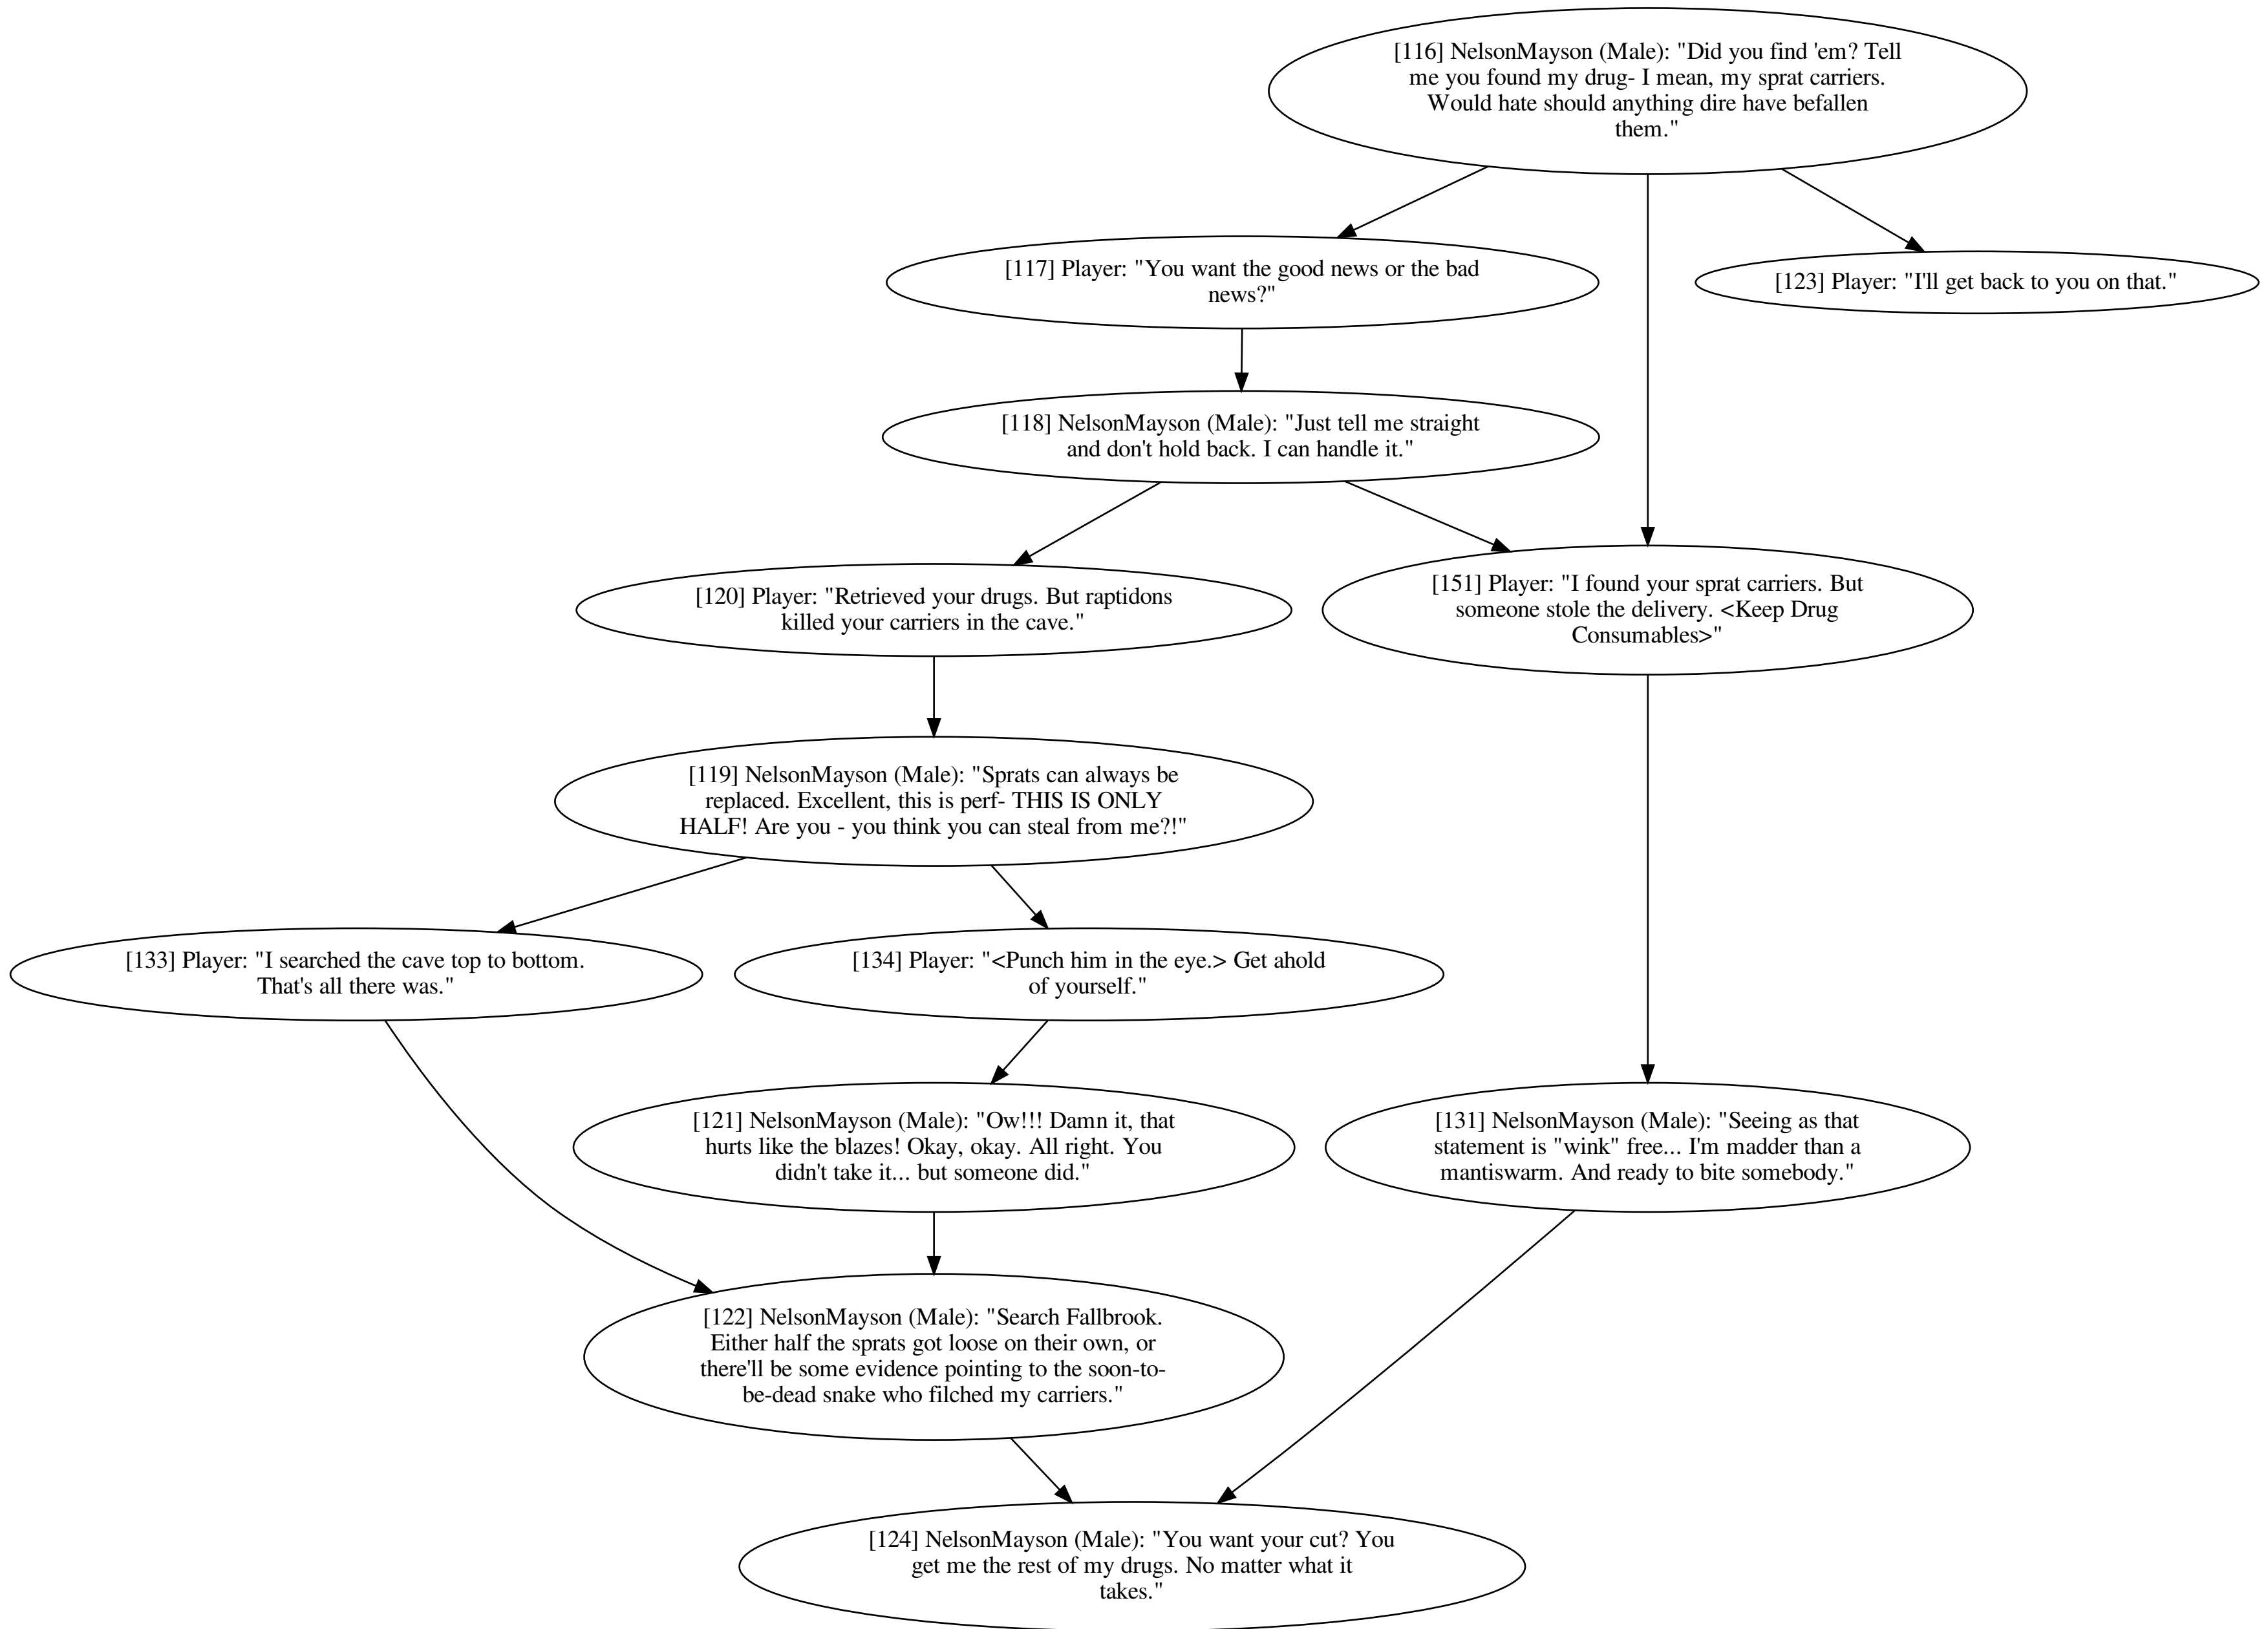 [116] NelsonMayson (Male): "Did you find 'em? Tell
me you found my drug- I mean, my sprat carriers.
Would hate should anything dire have befallen
them."
[117] Player: "You want the good news or the bad
news?"
[123] Player: "I'll get back to you on that."
[118] NelsonMayson (Male): "Just tell me straight
and don't hold back. I can handle it."
[120] Player: "Retrieved your drugs. But raptidons
killed your carriers in the cave."
[151] Player: "I found your sprat carriers. But
someone stole the delivery. <Keep Drug
Consumables>"
[119] NelsonMayson (Male): "Sprats can always be
replaced. Excellent, this is perf- THIS IS ONLY
HALF! Are you - you think you can steal from me?!"
[133] Player: "I searched the cave top to bottom.
That's all there was."
[134] Player: "<Punch him in the eye.> Get ahold
of yourself."
[121] NelsonMayson (Male): "Ow!!! Damn it, that
hurts like the blazes! Okay, okay. All right. You
didn't take it... but someone did."
[131] NelsonMayson (Male): "Seeing as that
statement is "wink" free... I'm madder than a
mantiswarm. And ready to bite somebody."
[122] NelsonMayson (Male): "Search Fallbrook.
Either half the sprats got loose on their own, or
there'll be some evidence pointing to the soon-to-
be-dead snake who filched my carriers."
[124] NelsonMayson (Male): "You want your cut? You
get me the rest of my drugs. No matter what it
takes."